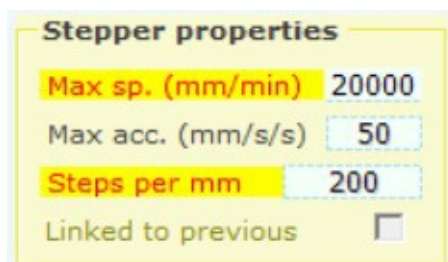 Stepper properties
Max sp. (mm/min) 20000
Max acc. (mm/s/s) 50
Steps per mm 200
Linked to previous